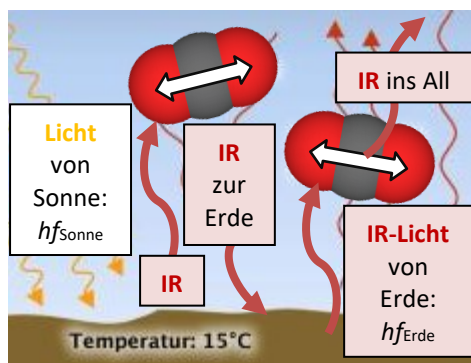 Licht
von
Sonne:
hfSonne
IR
IR
zur
Erde
IR ins All
IR-Licht
von
Erde:
hfErde
Temperatur: 15°C